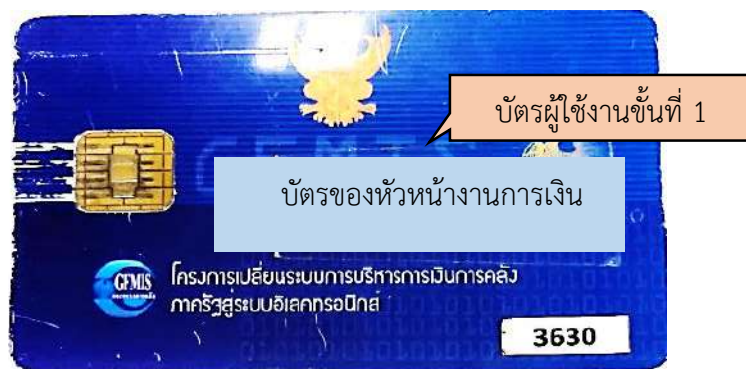 บัตรผู้ใช้งานขั้นที่ 1
GFMIS
บัตรของหัวหน้างานการเงิน
GFMIS
โครงการเปลี่ยนระบบการบริหารการเงินการคลัง
ภาครัฐสู่ระบบอิเลคทรอนิกส์
3630